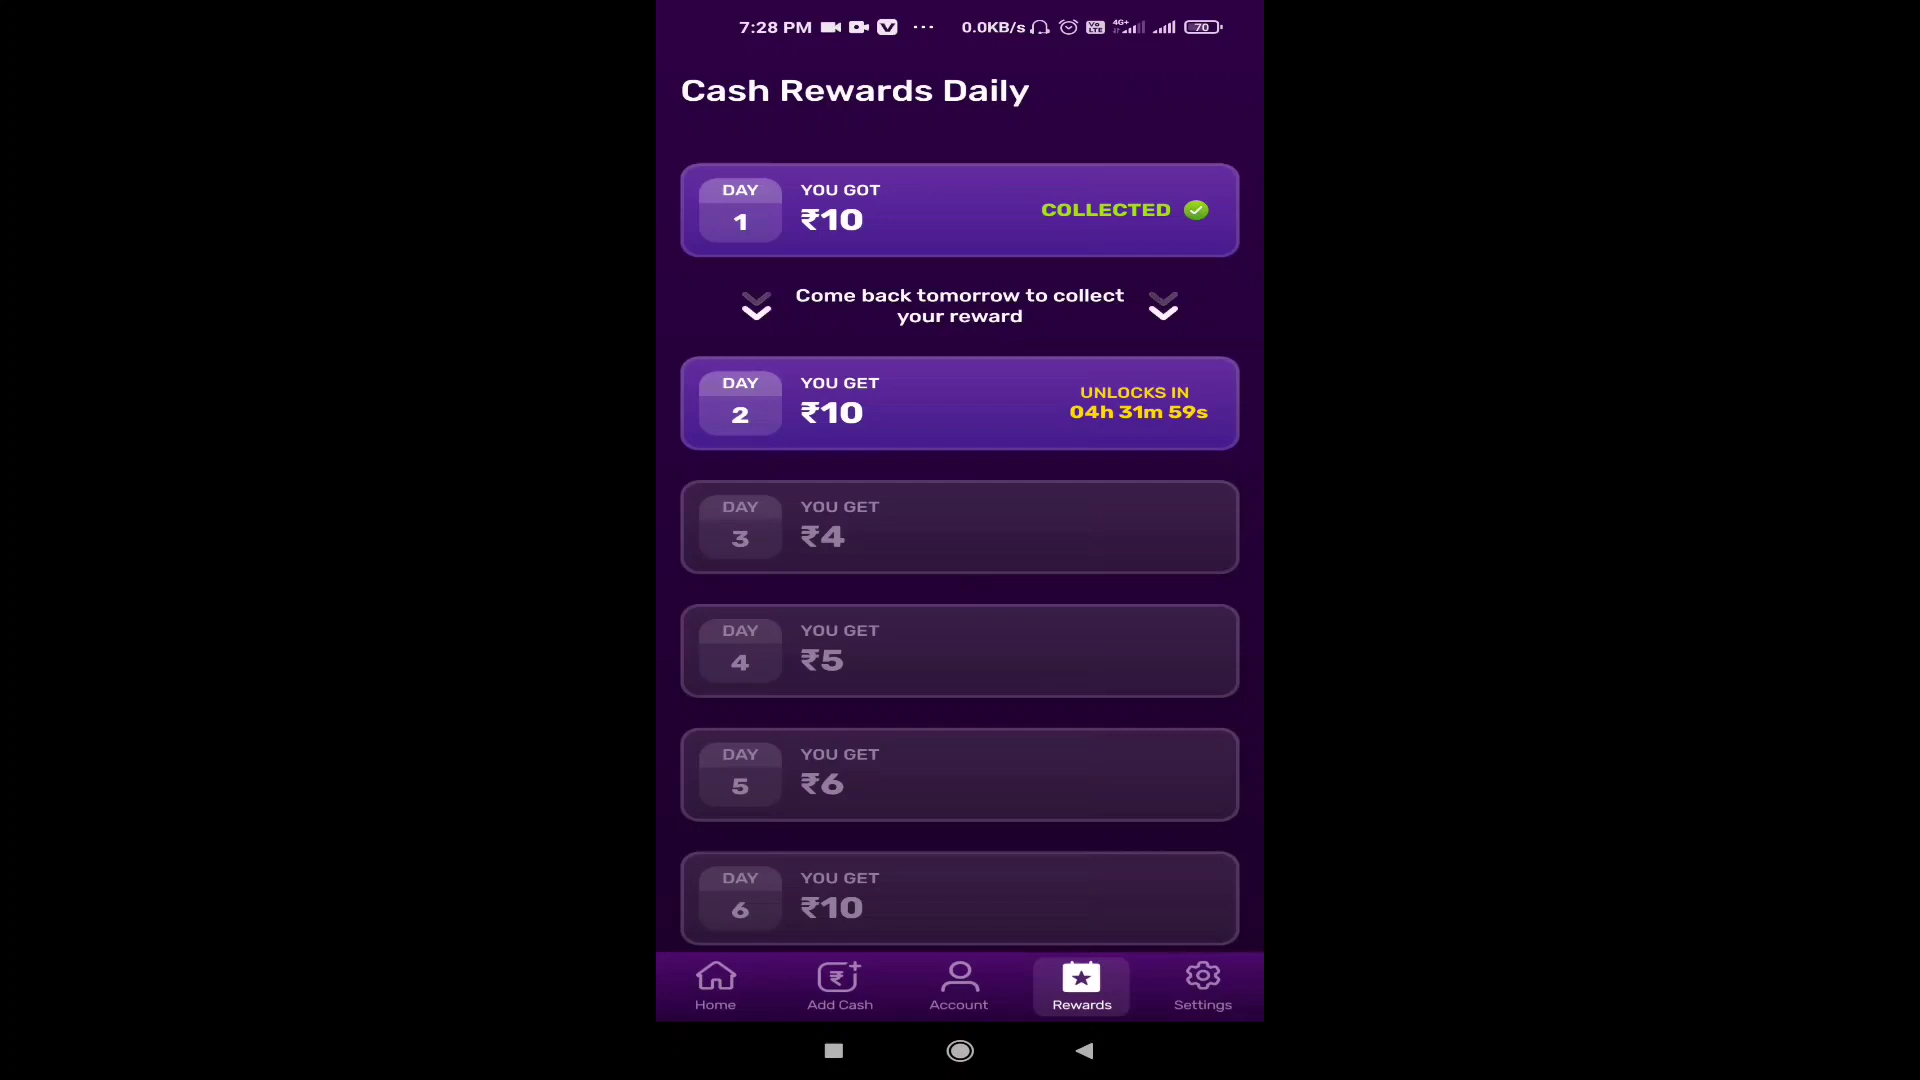 7:28 PM ... 0.0KB/s Vo LTE 4G+ 70
Cash Rewards Daily
DAY
1
YOU GOT
₹10
COLLECTED
Come back tomorrow to collect
your reward
DAY
2
YOU GET
₹10
UNLOCKS IN
04h 31m 59s
DAY
3
YOU GET
₹4
DAY
4
YOU GET
₹5
DAY
5
YOU GET
₹6
DAY
6
YOU GET
₹10
Home
Add Cash
Account
Rewards
Settings